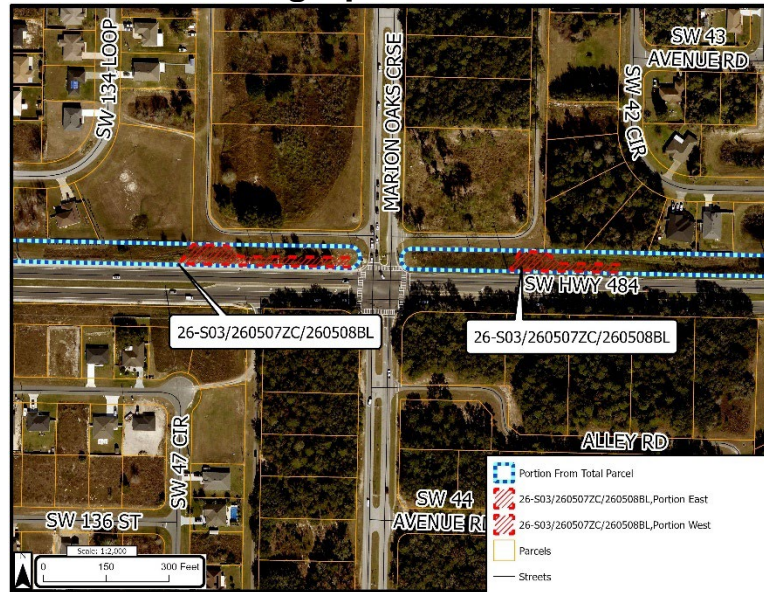 SW 134 LOOP
MARION OAKS CRSE
SW 42 CIR
SW 43
AVENUE RD
SW HWY 484
26-S03/260507ZC/260508BL
26-S03/260507ZC/260508BL
SW 47 CIR
SW 136 ST
SW 44
AVENUE R
ALLEY RD
Portion From Total Parcel
26-S03/260507ZC/260508BL,Portion East
26-S03/260507ZC/260508BL,Portion West
Parcels
Streets
N
Scale: 1:2,000
0 150 300 Feet